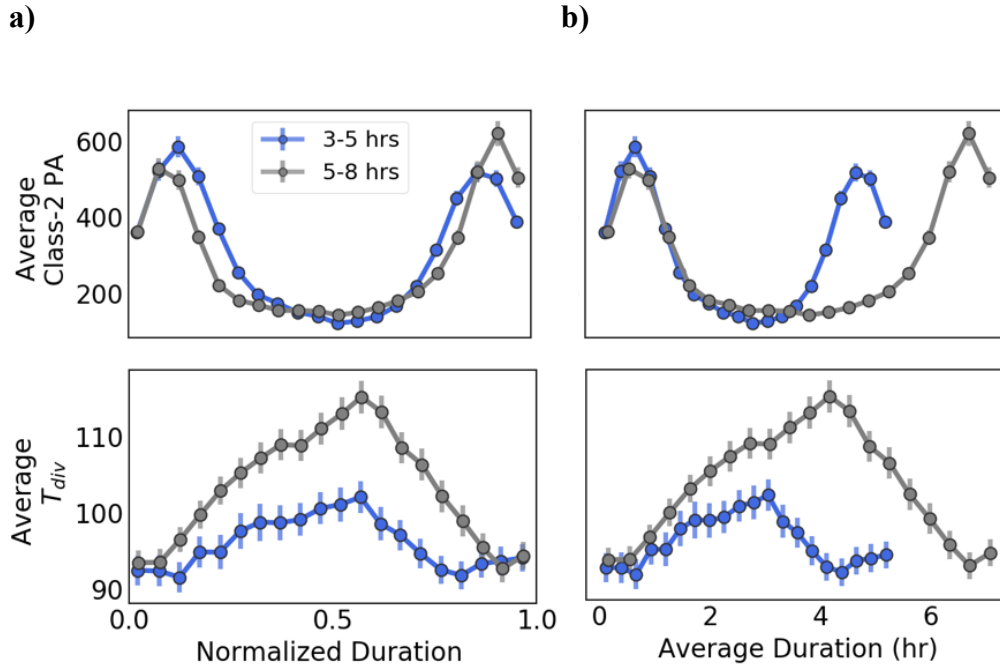 a)
b)
Average
Class-2 PA
600
400
200
3-5 hrs
5-8 hrs
Average
T_div
110
100
90
0.0
0.5
1.0
Normalized Duration
0
2
4
6
Average Duration (hr)